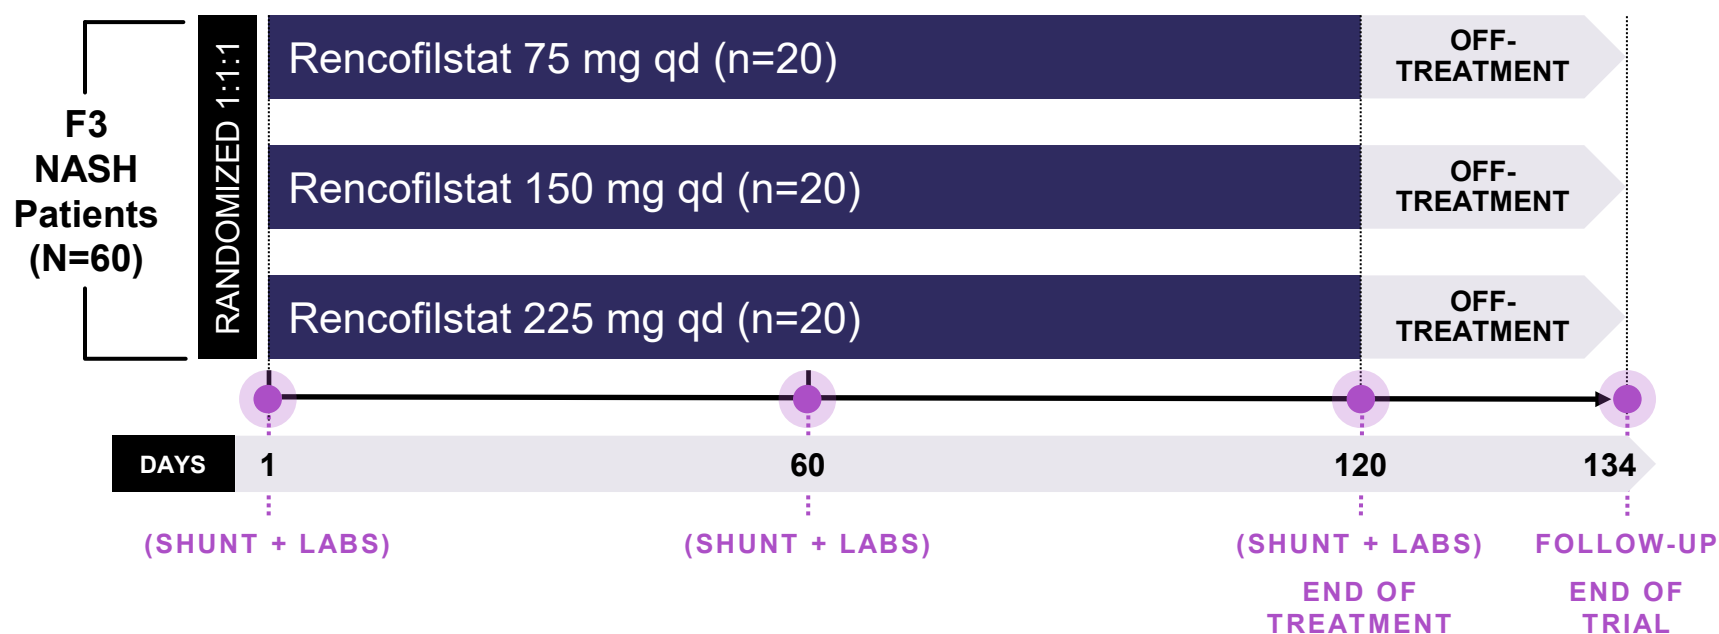 F3
NASH
Patients
(N=60)
RANDOMIZED 1:1:1
Rencofilstat 75 mg qd (n=20)
OFF-
TREATMENT
Rencofilstat 150 mg qd (n=20)
OFF-
TREATMENT
Rencofilstat 225 mg qd (n=20)
OFF-
TREATMENT
DAYS 1 60 120 134
(SHUNT + LABS) (SHUNT + LABS) (SHUNT + LABS) FOLLOW-UP
END OF
TREATMENT
END OF
TRIAL